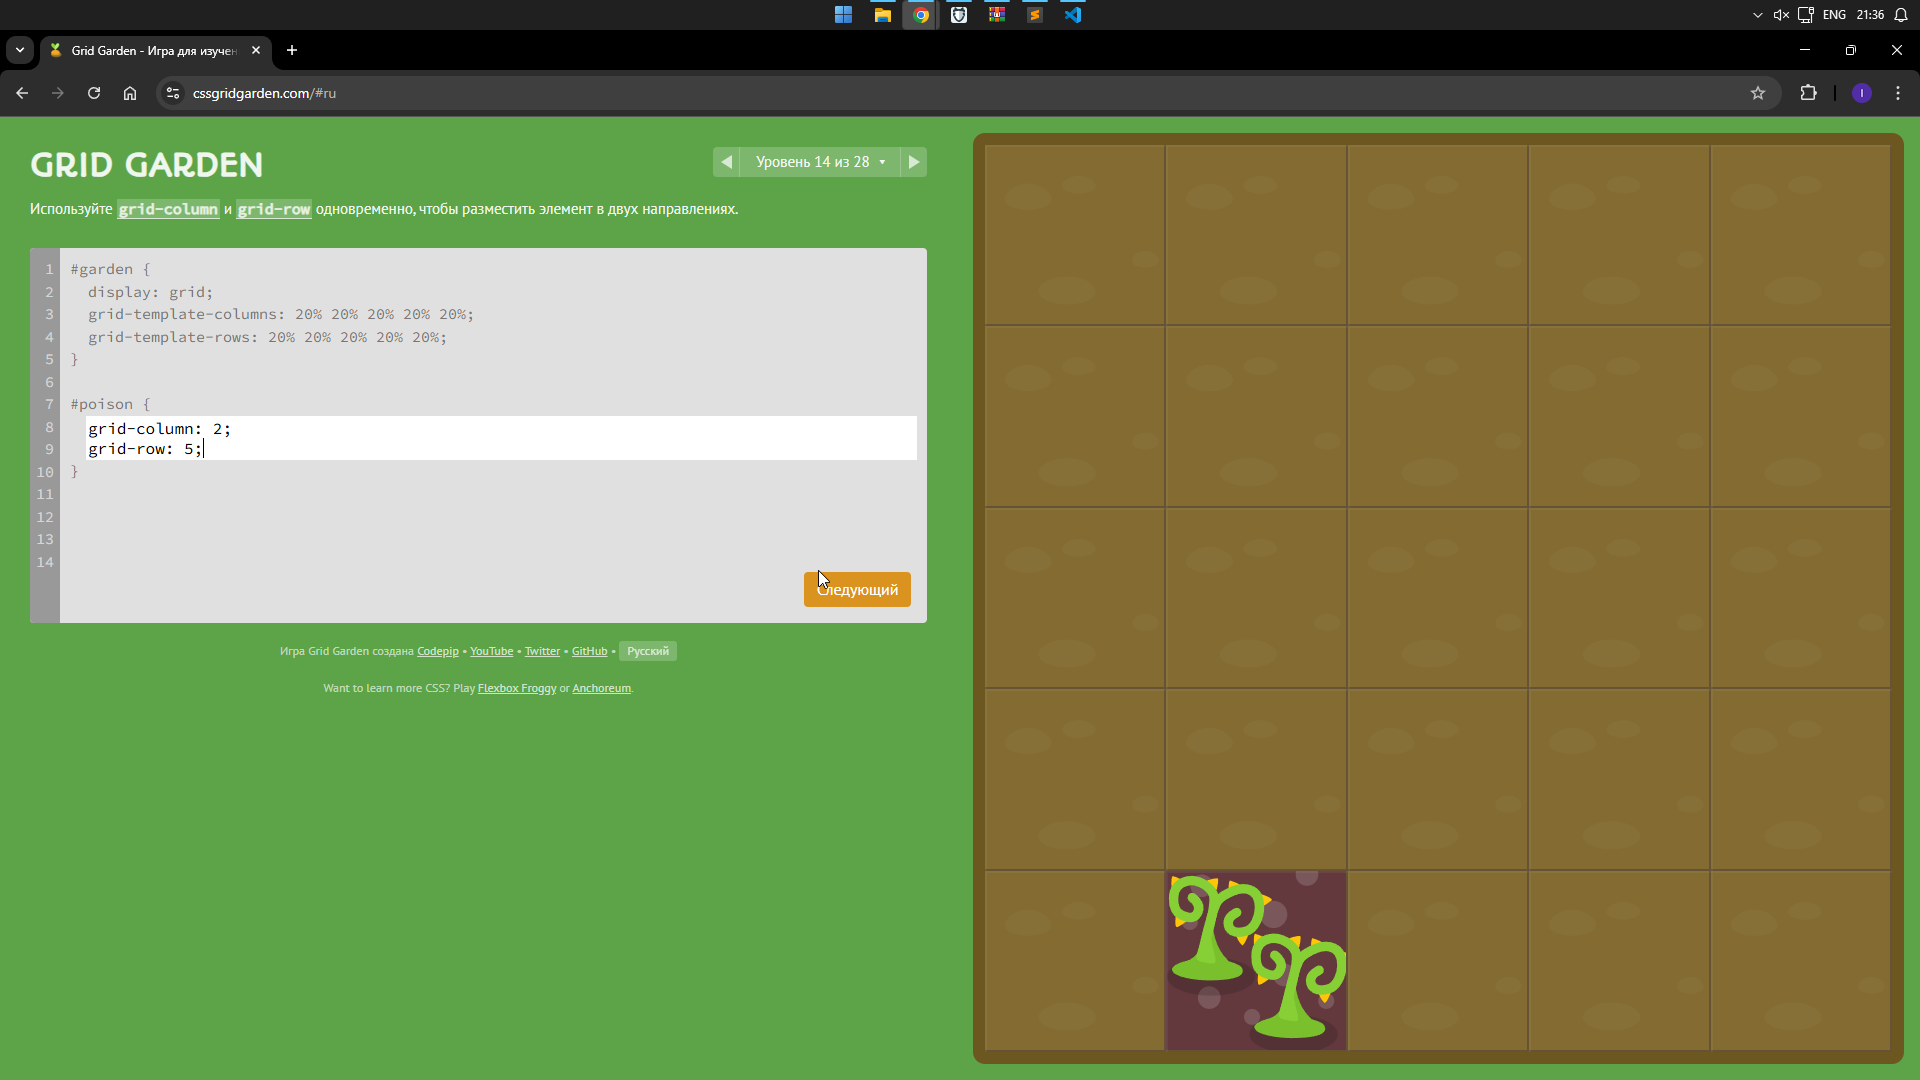 ENG 21:36
Grid Garden - Игра для изучен
cssgridgarden.com/#ru
I
GRID GARDEN
Уровень 14 из 28
Используйте grid-column и grid-row одновременно, чтобы разместить элемент в двух направлениях.
1 #garden {
2 display: grid;
3 grid-template-columns: 20% 20% 20% 20% 20%;
4 grid-template-rows: 20% 20% 20% 20% 20%;
5 }
6
7 #poison {
8 grid-column: 2;
9 grid-row: 5;
10 }
11
12
13
14
Следующий
Игра Grid Garden создана Codepip • YouTube • Twitter • GitHub • Русский
Want to learn more CSS? Play Flexbox Froggy or Anchoreum.